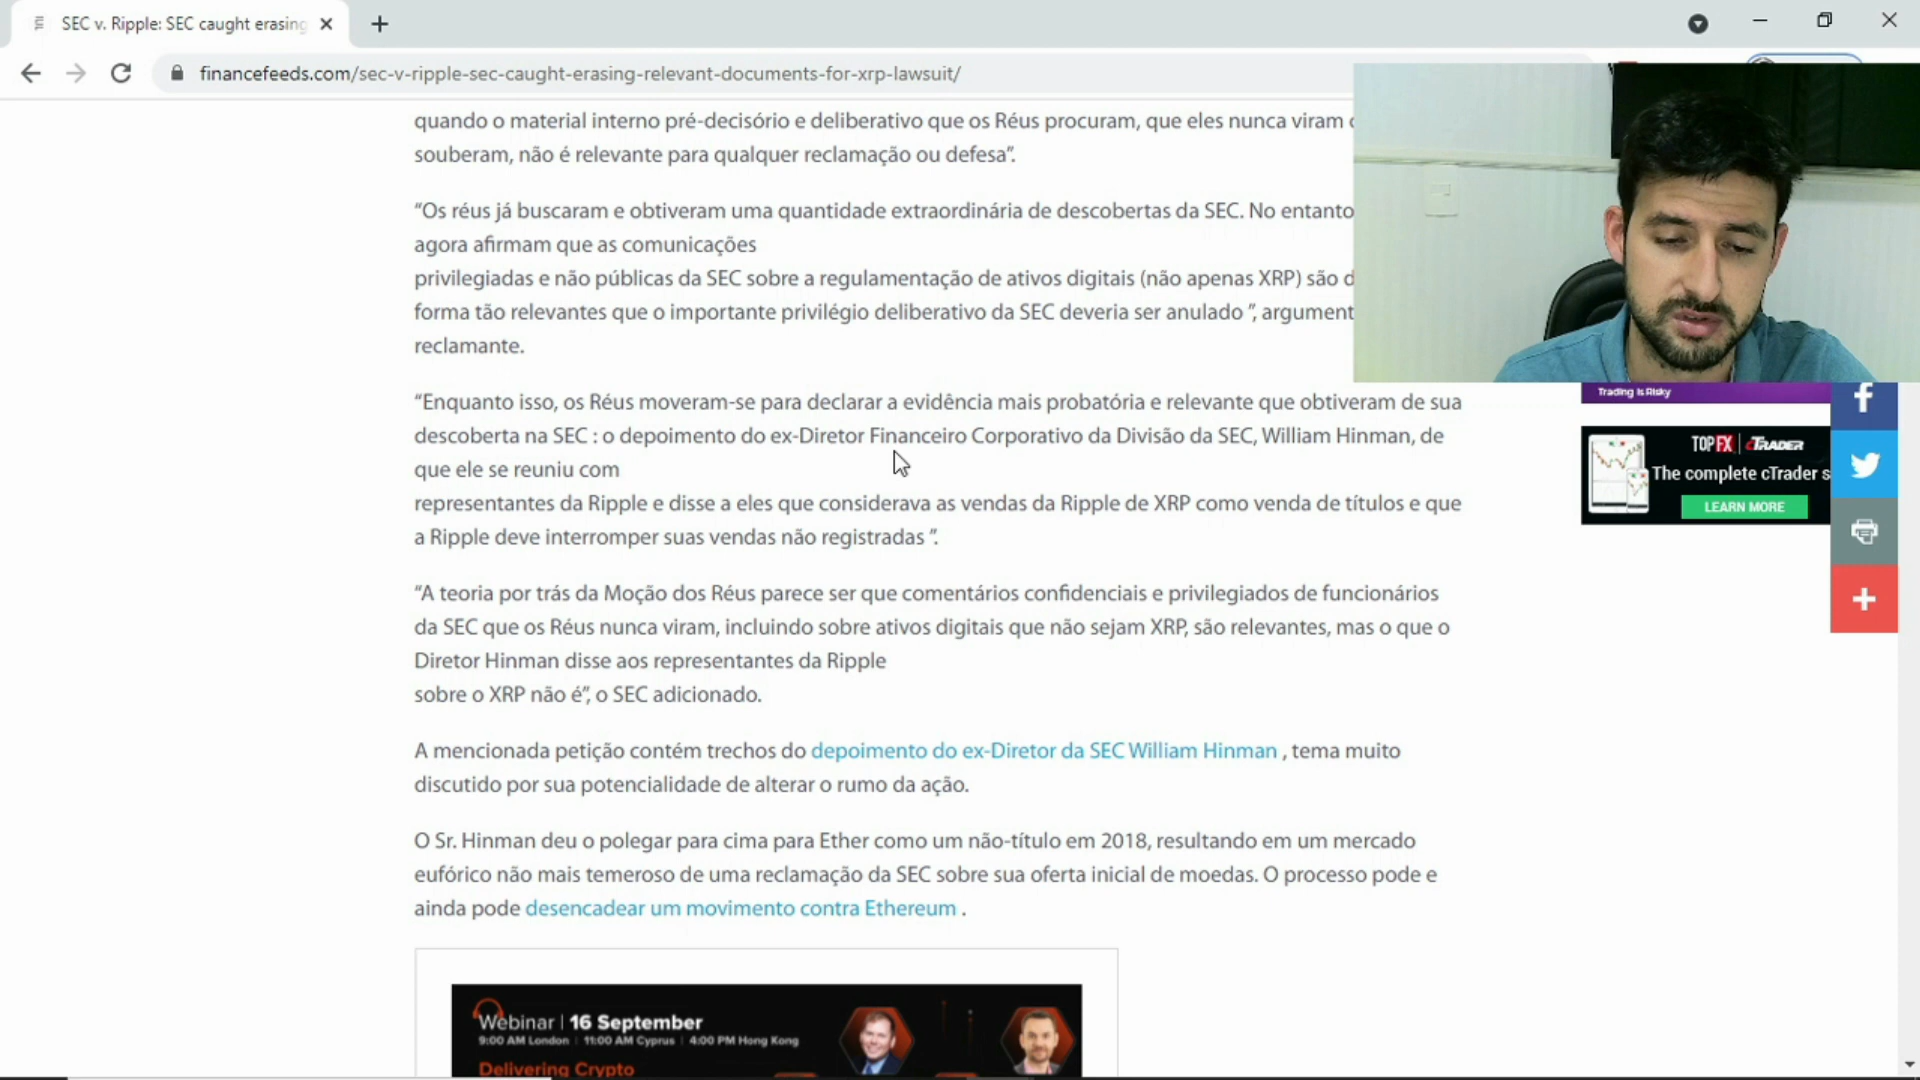 SEC v. Ripple: SEC caught erasing
financefeeds.com/sec-v-ripple-sec-caught-erasing-relevant-documents-for-xrp-lawsuit/
quando o material interno pré-decisório e deliberativo que os Réus procuram, que eles nunca viram
souberam, não é relevante para qualquer reclamação ou defesa”.
“Os réus já buscaram e obtiveram uma quantidade extraordinária de descobertas da SEC. No entanto
agora afirmam que as comunicações
privilegiadas e não públicas da SEC sobre a regulamentação de ativos digitais (não apenas XRP) são
forma tão relevantes que o importante privilégio deliberativo da SEC deveria ser anulado ”, argument
reclamante.
“Enquanto isso, os Réus moveram-se para declarar a evidência mais probatória e relevante que obtiveram de sua
descoberta na SEC : o depoimento do ex-Diretor Financeiro Corporativo da Divisão da SEC, William Hinman, de
que ele se reuniu com
representantes da Ripple e disse a eles que considerava as vendas da Ripple de XRP como venda de títulos e que
a Ripple deve interromper suas vendas não registradas ”.
“A teoria por trás da Moção dos Réus parece ser que comentários confidenciais e privilegiados de funcionários
da SEC que os Réus nunca viram, incluindo sobre ativos digitais que não sejam XRP, são relevantes, mas o que o
Diretor Hinman disse aos representantes da Ripple
sobre o XRP não é”, o SEC adicionado.
A mencionada petição contém trechos do depoimento do ex-Diretor da SEC William Hinman , tema muito
discutido por sua potencialidade de alterar o rumo da ação.
O Sr. Hinman deu o polegar para cima para Ether como um não-título em 2018, resultando em um mercado
eufórico não mais temeroso de uma reclamação da SEC sobre sua oferta inicial de moedas. O processo pode e
ainda pode desencadear um movimento contra Ethereum .
Trading Is Risky
TOPFX | cTRADER
The complete cTrader s
LEARN MORE
Webinar | 16 September
9:00 AM London | 11:00 AM Cyprus | 4:00 PM Hong Kong
Delivering Crypto